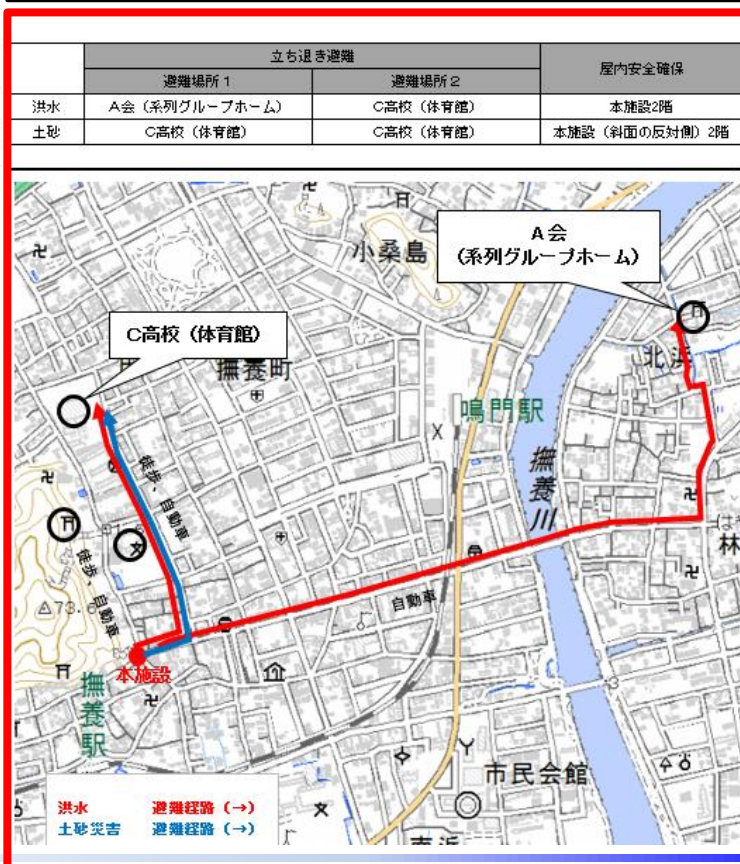 立ち退き避難
屋内安全確保
避難場所1
避難場所2
洪水
A会（系列グループホーム）
C高校（体育館）
本施設2階
土砂
C高校（体育館）
C高校（体育館）
本施設（斜面の反対側）2階
A会
（系列グループホーム）
小桑島
C高校（体育館）
撫養町
北浜
鳴門駅
撫養川
徒歩、自動車
林
徒歩、自動車
73.6
自動車
本施設
撫養駅
市民会館
南浜
洪水 避難経路（→）
土砂災害 避難経路（→）